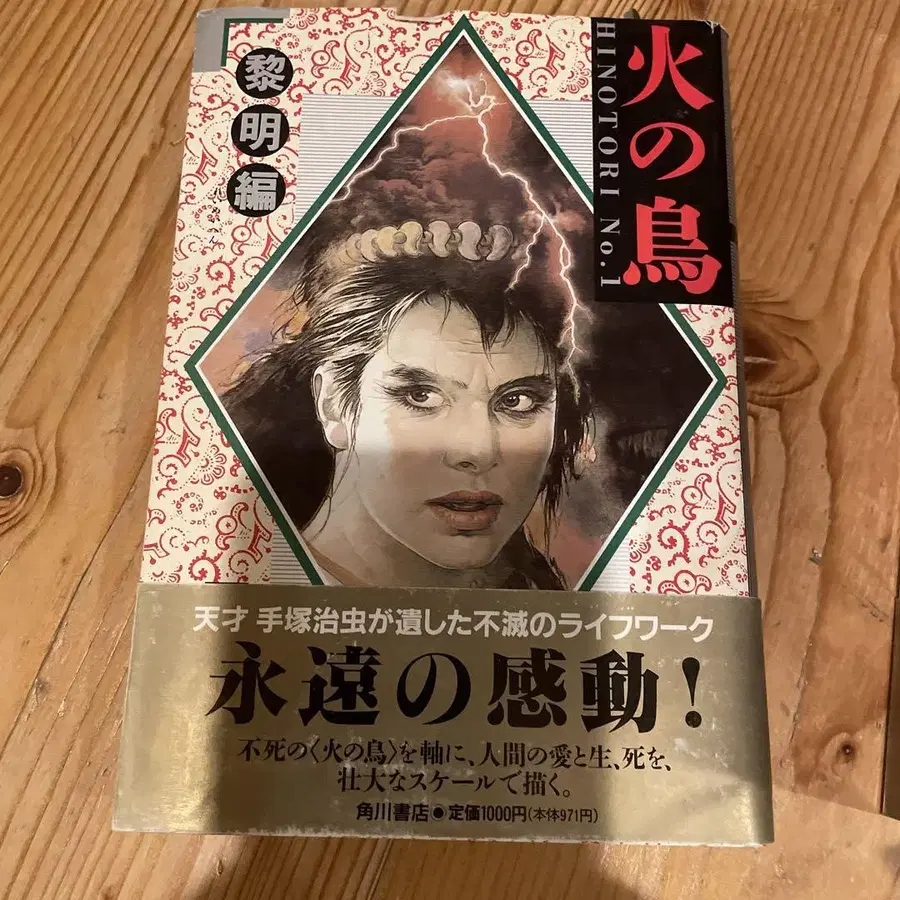 火の鳥
HINOTORI No.1
黎明編
天才 手塚治虫が遺した不滅のライフワーク
永遠の感動!
不死の〈火の鳥〉を軸に、人間の愛と生、死を、
壮大なスケールで描く。
角川書店◉定価1000円(本体971円)